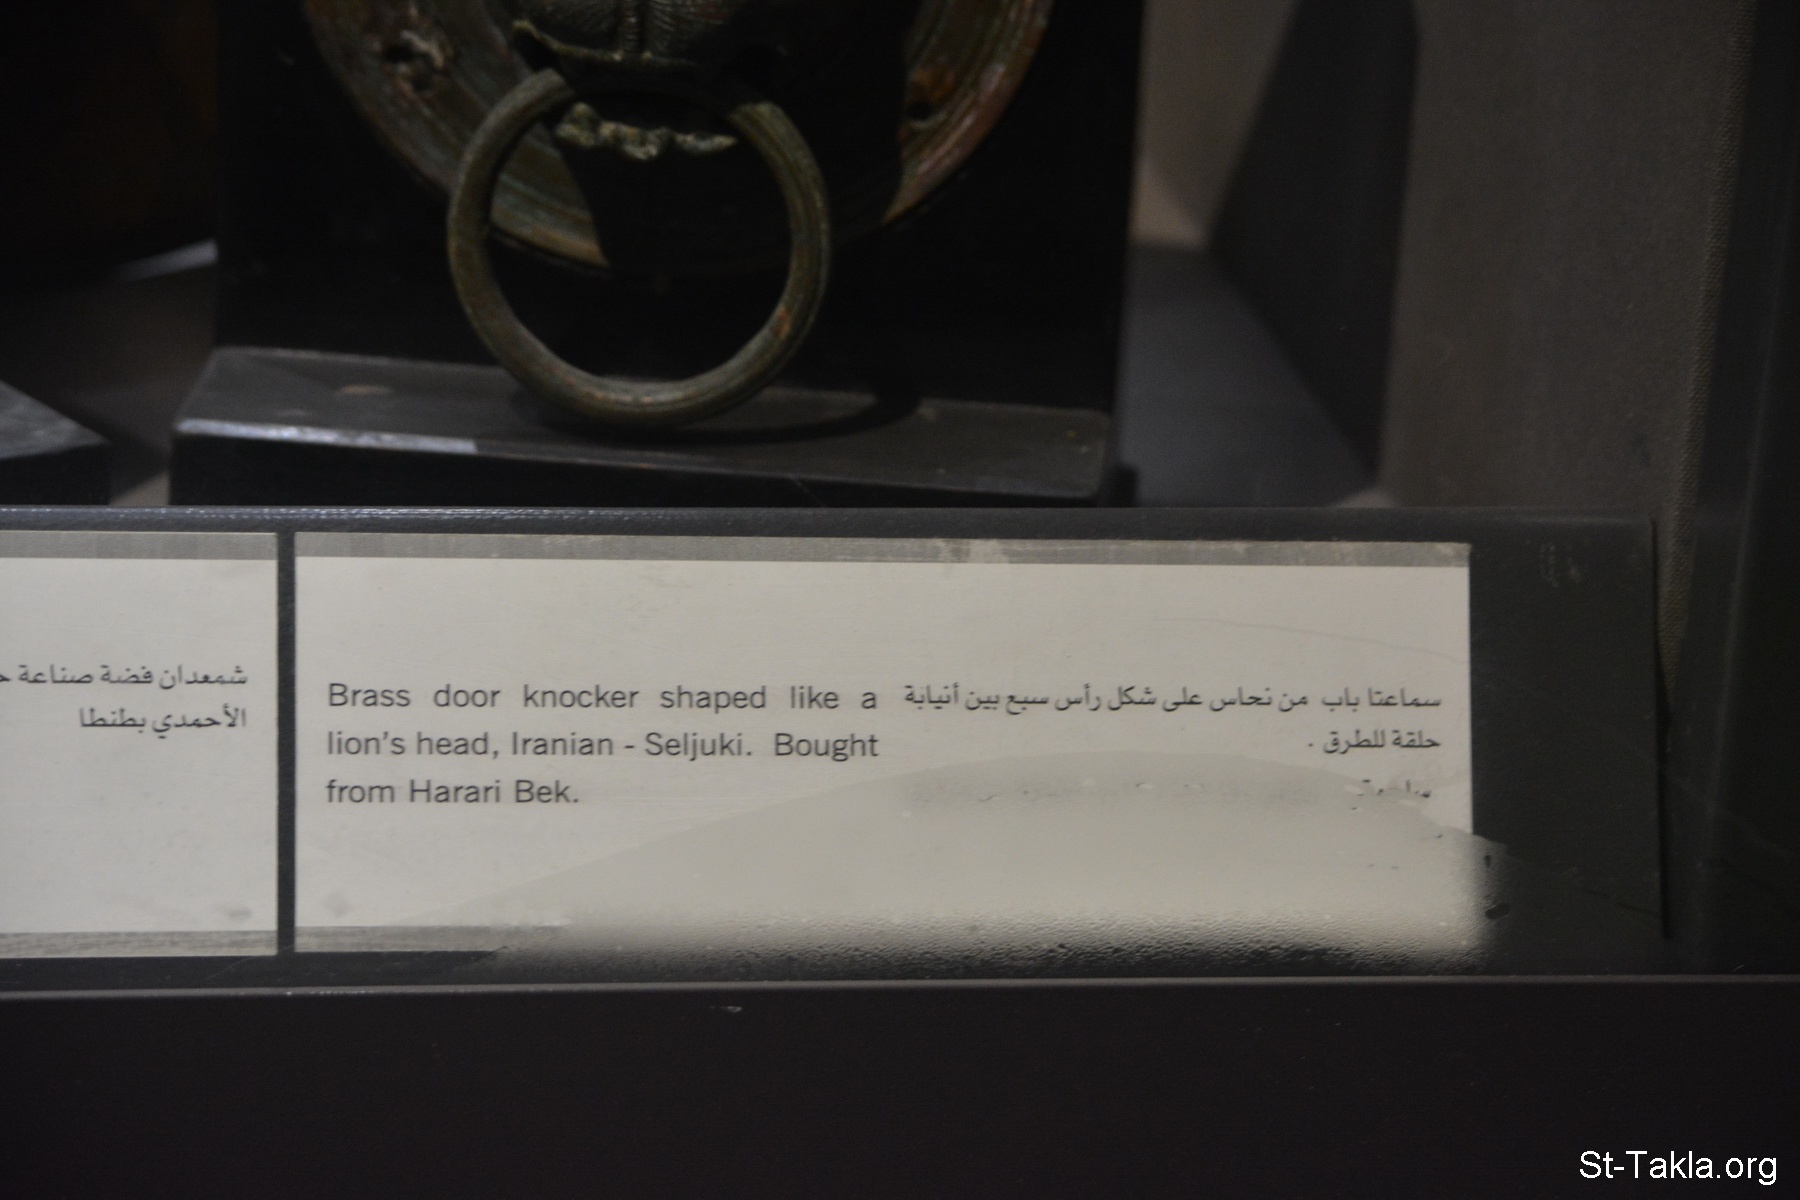 شمعدان فضة صناعة
الأحمدي بطنطا
Brass door knocker shaped like a
lion's head, Iranian - Seljuki. Bought
from Harari Bek.
سماعتا باب من نحاس على شكل رأس سبع بين أنيابة
حلقة للطرق .
St-Takla.org